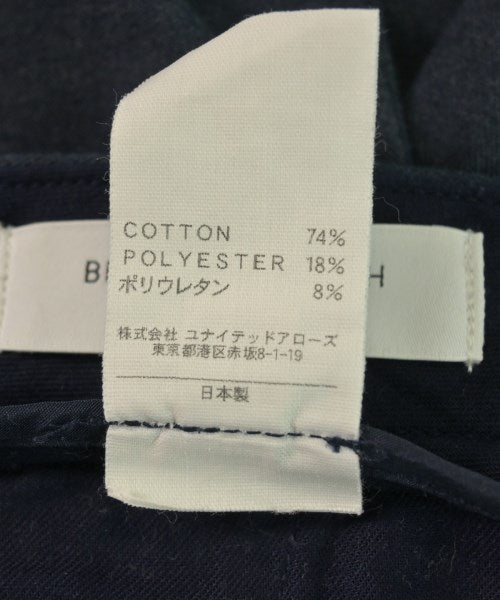 COTTON 74%
POLYESTER 18%
ポリウレタン 8%
株式会社 ユナイテッドアローズ
東京都港区赤坂8-1-19
日本製